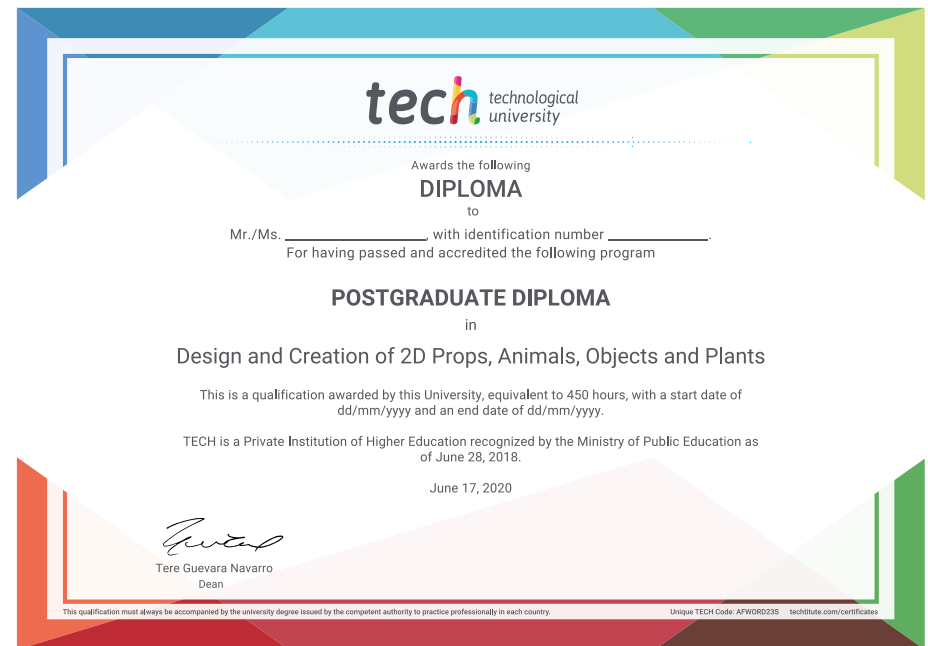 tech technological
university
Awards the following
DIPLOMA
to
Mr./Ms. ____________________, with identification number ______________.
For having passed and accredited the following program
POSTGRADUATE DIPLOMA
in
Design and Creation of 2D Props, Animals, Objects and Plants
This is a qualification awarded by this University, equivalent to 450 hours, with a start date of
dd/mm/yyyy and an end date of dd/mm/yyyy.
TECH is a Private Institution of Higher Education recognized by the Ministry of Public Education as
of June 28, 2018.
June 17, 2020
Tere Guevara Navarro
Dean
This qualification must always be accompanied by the university degree issued by the competent authority to practice professionally in each country.
Unique TECH Code: AFWORD23S techtitute.com/certificates